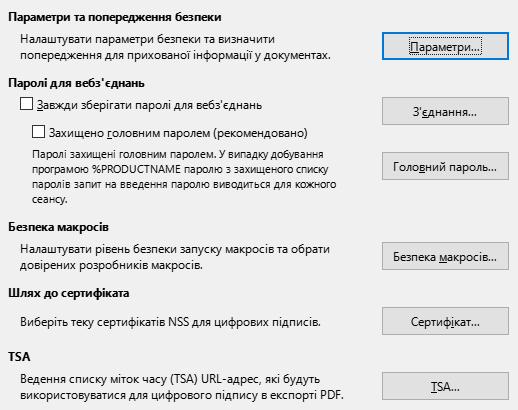 Параметри та попередження безпеки
Налаштувати параметри безпеки та визначити
попередження для прихованої інформації у документах.
Параметри...
Паролі для вебз'єднань
Завжди зберігати паролі для вебз'єднань
З'єднання...
Захищено головним паролем (рекомендовано)
Паролі захищені головним паролем. У випадку добування
програмою %PRODUCTNAME паролю з захищеного списку
паролів запит на введення паролю виводиться для кожного
сеансу.
Головний пароль...
Безпека макросів
Налаштувати рівень безпеки запуску макросів та обрати
довірених розробників макросів.
Безпека макросів...
Шлях до сертифіката
Виберіть теку сертифікатів NSS для цифрових підписів.
Сертифікат...
TSA
Ведення списку міток часу (TSA) URL-адрес, які будуть
використовуватися для цифрового підпису в експорті PDF.
TSA...